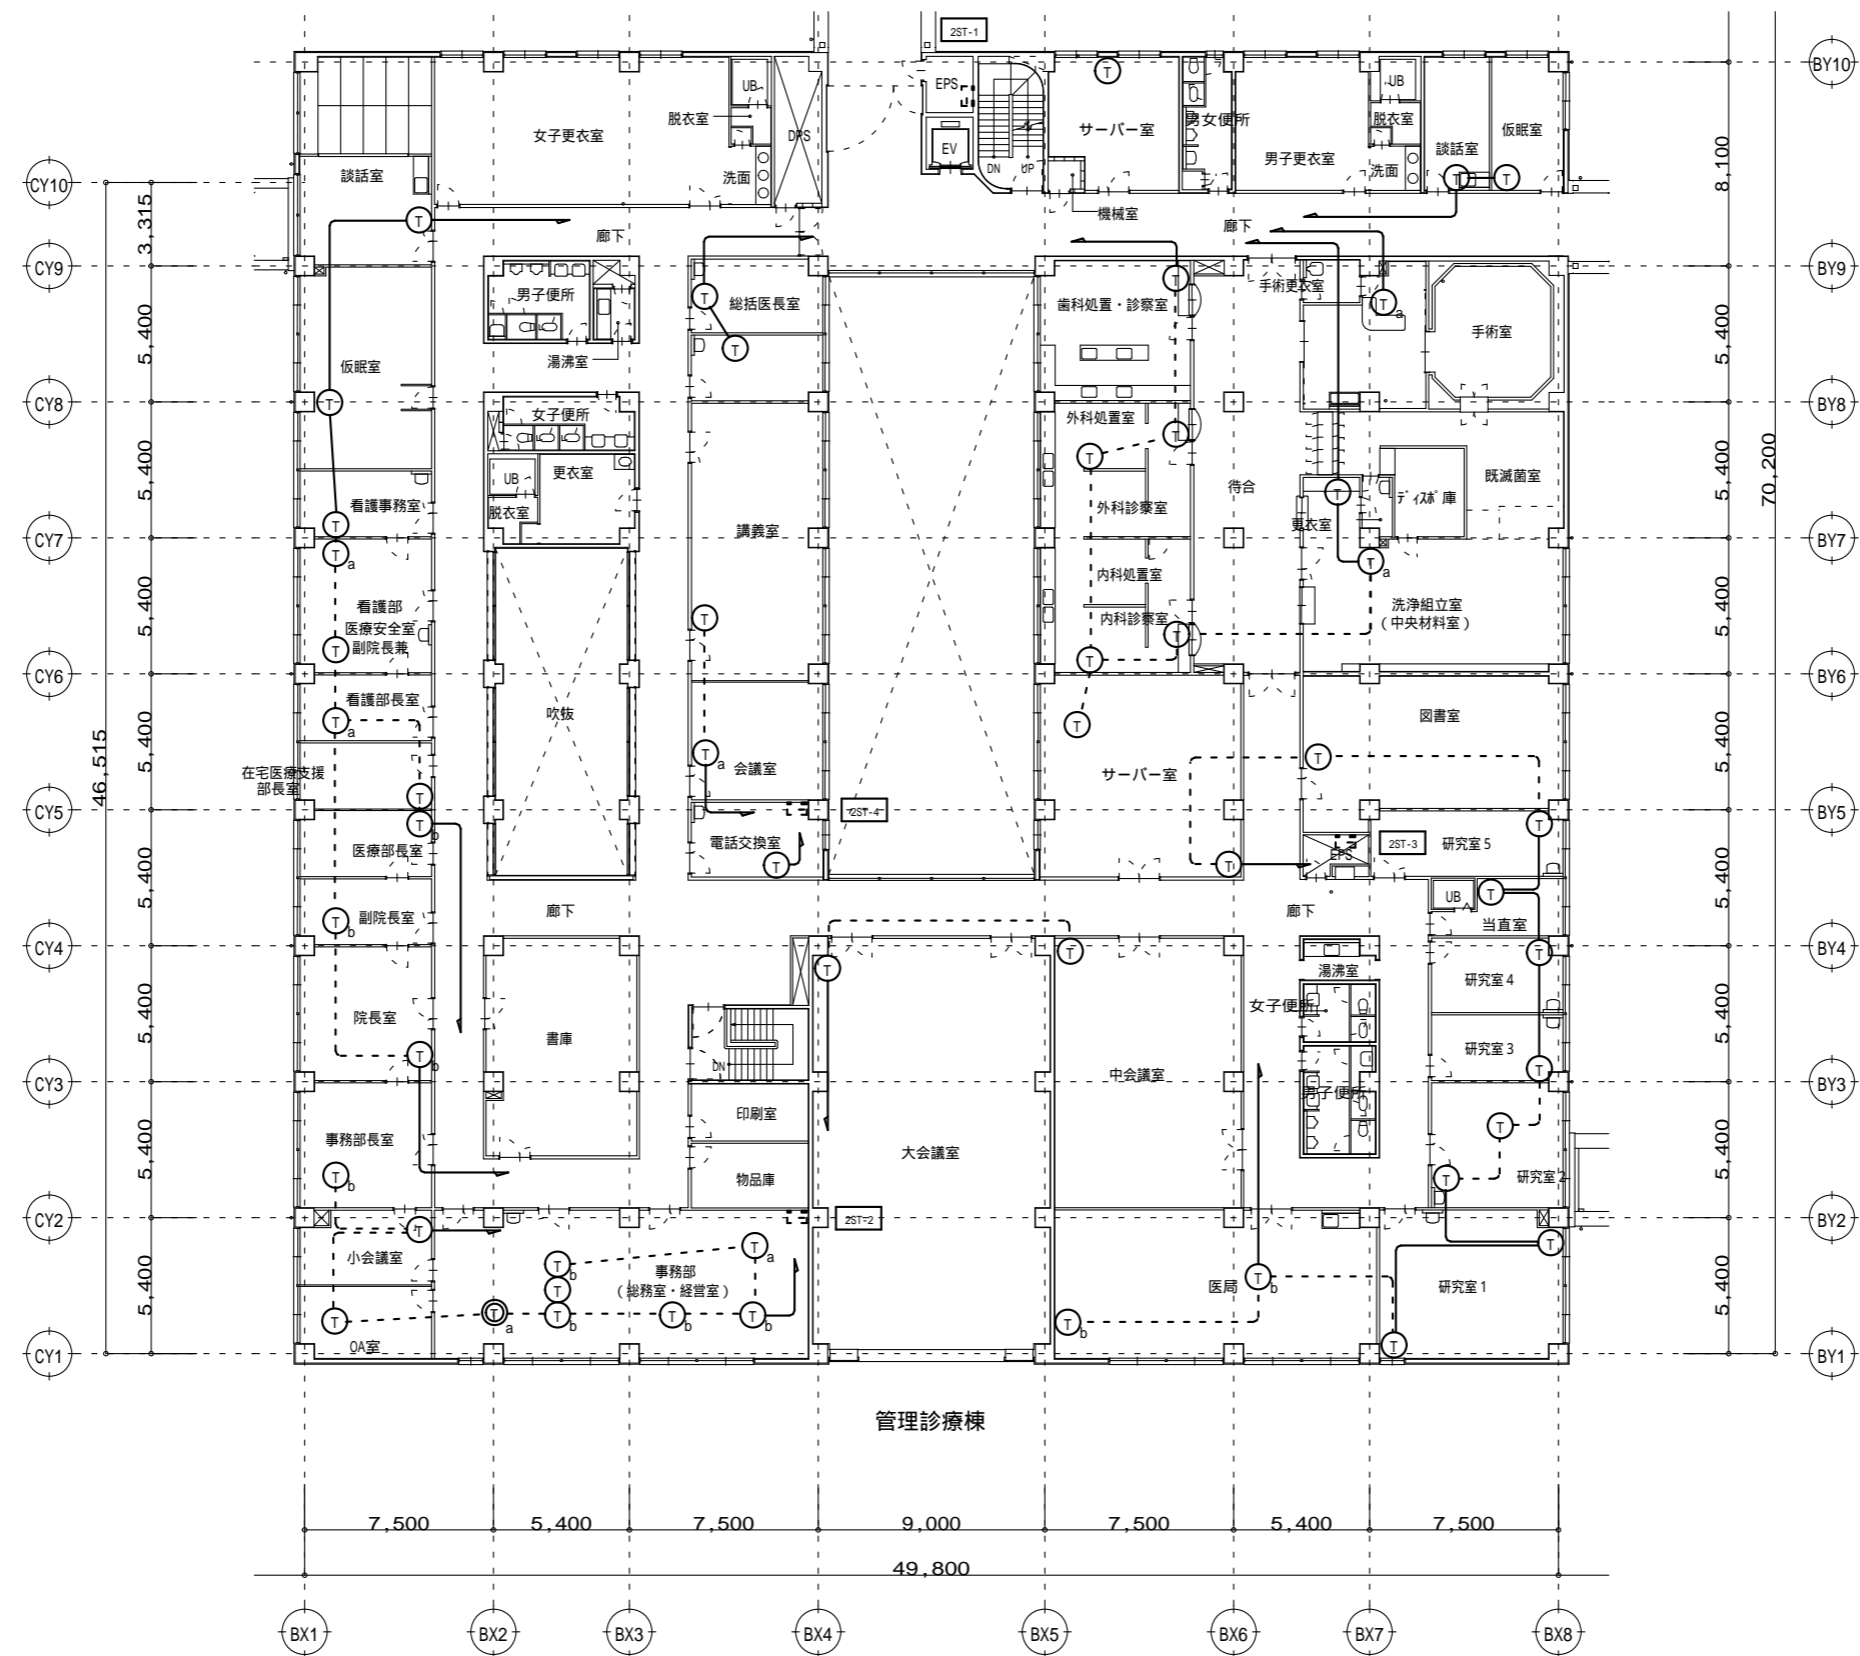 2ST-1
BY10
EPS
UB
脱衣室
女子更衣室
DPS
サーバー室
男女便所
UB
脱衣室
仮眠室
EV
男子更衣室
談話室
8,100
談話室
洗面
DN
UP
洗面
CY10
3,315
機械室
廊下
廊下
CY9
BY9
手術更衣室
男子便所
総括医長室
歯科処置・診察室
a
手術室
5,400
5,400
仮眠室
湯沸室
CY8
BY8
女子便所
外科処置室
5,400
UB
更衣室
待合
既滅菌室
5,400
70,200
ディスポ庫
看護事務室
脱衣室
外科診察室
更衣室
講義室
CY7
BY7
a
a
内科処置室
5,400
看護部
洗浄組立室
5,400
医療安全室
内科診察室
(中央材料室)
副院長兼
CY6
BY6
看護部長室
吹抜
図書室
a
5,400
46,515
a
会議室
サーバー室
5,400
在宅医療支援
部長室
CY5
2ST-4
BY5
b
電話交換室
2ST-3
研究室5
医療部長室
EPS
5,400
5,400
UB
副院長室
廊下
廊下
当直室
b
CY4
BY4
湯沸室
研究室4
5,400
女子便所
5,400
院長室
書庫
研究室3
b
DN
中会議室
CY3
BY3
男子便所
印刷室
5,400
事務部長室
大会議室
5,400
b
物品庫
研究室2
CY2
2ST-2
BY2
小会議室
a
事務部
b
(総務室・経営室)
医局
b
研究室1
5,400
5,400
a
b
b
b
b
OA室
CY1
BY1
管理診療棟
7,500
5,400
7,500
9,000
7,500
5,400
7,500
49,800
BX1
BX2
BX3
BX4
BX5
BX6
BX7
BX8